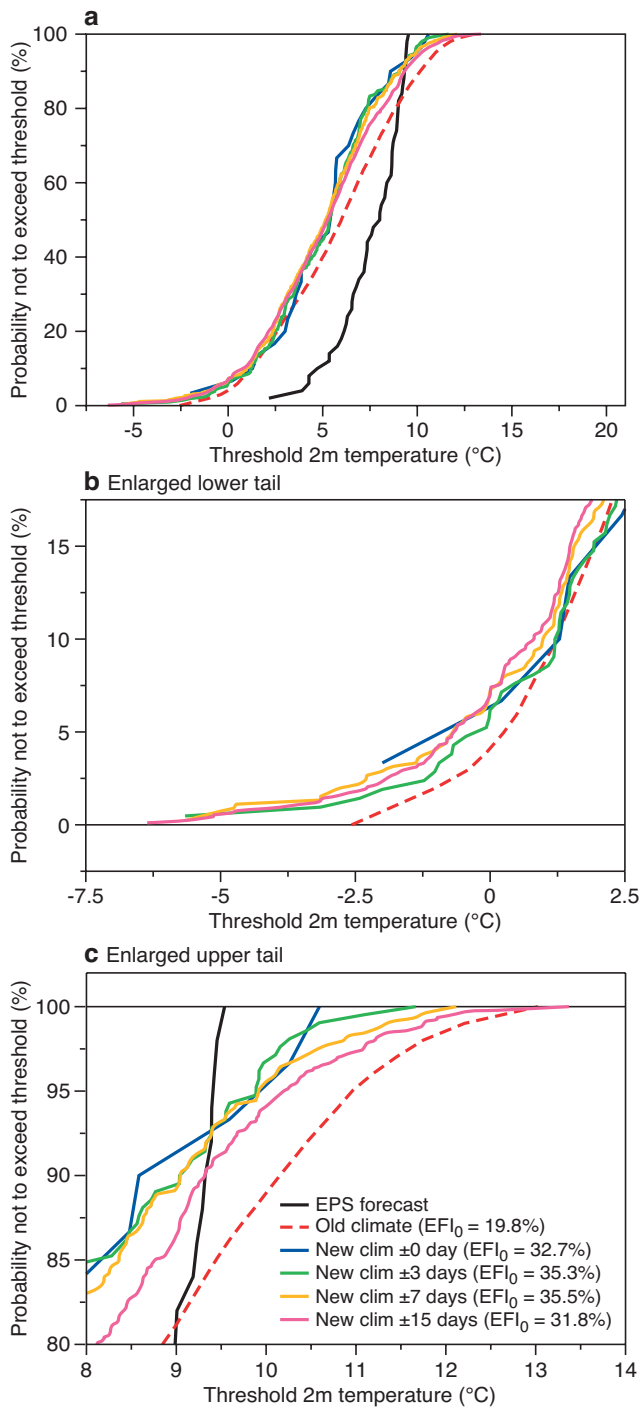 a
100
80
60
40
20
0
Probability not to exceed threshold (%)
-5 0 5 10 15 20
Threshold 2m temperature (°C)
b Enlarged lower tail
15
10
5
0
Probability not to exceed threshold (%)
-7.5 -5 -2.5 0 2.5
Threshold 2m temperature (°C)
c Enlarged upper tail
100
95
90
85
80
Probability not to exceed threshold (%)
EPS forecast
Old climate (EFI0 = 19.8%)
New clim ±0 day (EFI0 = 32.7%)
New clim ±3 days (EFI0 = 35.3%)
New clim ±7 days (EFI0 = 35.5%)
New clim ±15 days (EFI0 = 31.8%)
8 9 10 11 12 13 14
Threshold 2m temperature (°C)